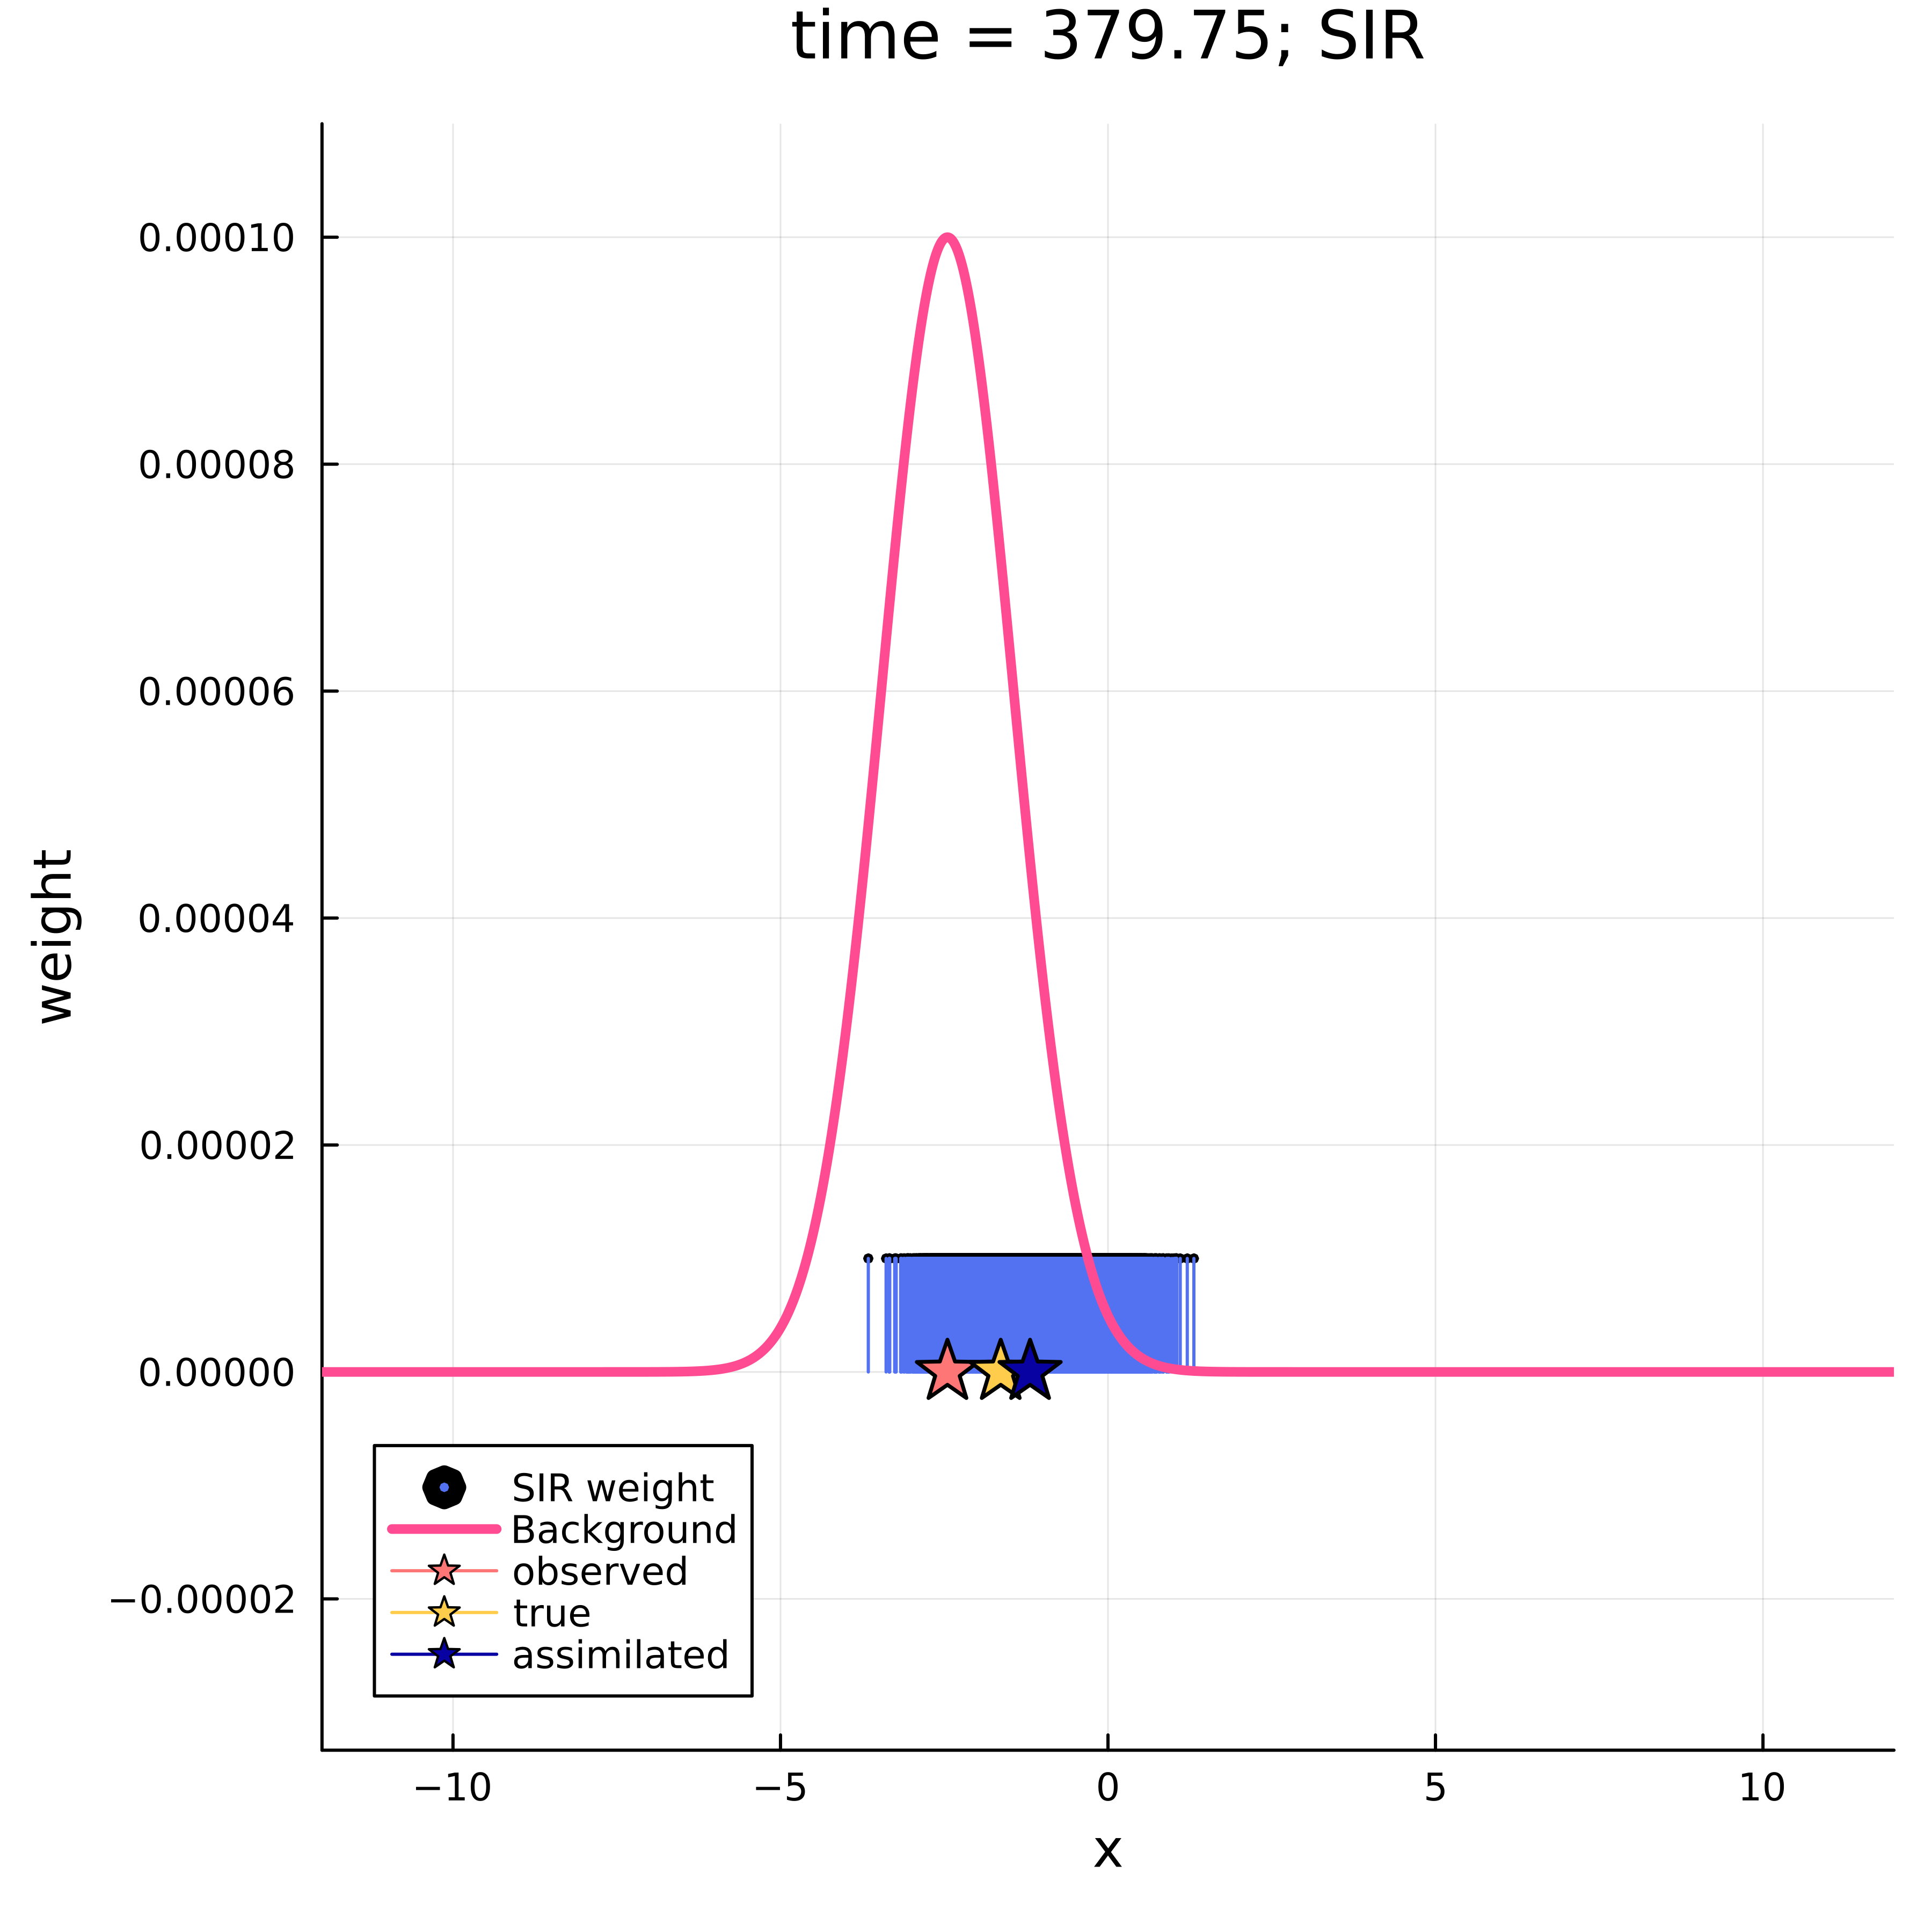 time = 379.75; SIR
weight
0.00010
0.00008
0.00006
0.00004
0.00002
0.00000
−0.00002
SIR weight
Background
observed
true
assimilated
−10
−5
0
5
10
x